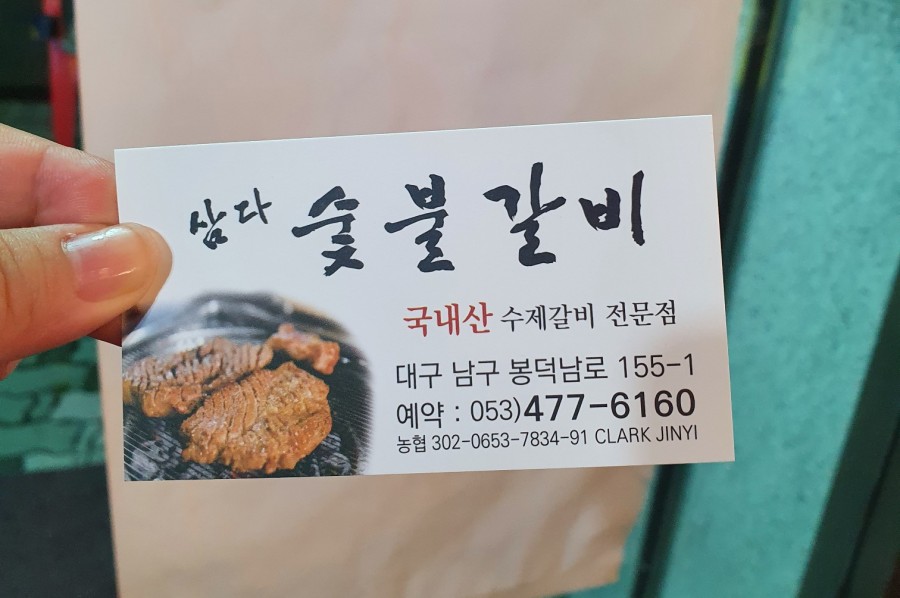 삼다 숯불갈비
국내산 수제갈비 전문점
대구 남구 봉덕남로 155-1
예약 : 053)477-6160
농협 302-0653-7834-91 CLARK JINYI